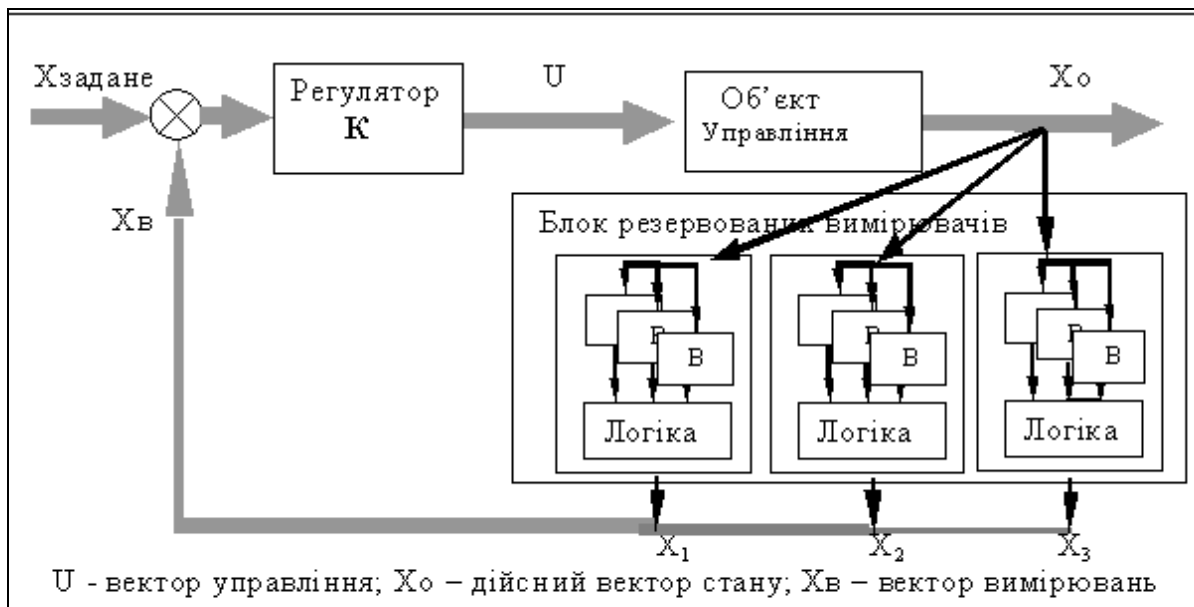 Хзадане
Регулятор
К
U
Об’єкт
Управління
Хо
Хв
Блок резервованих вимірювачів
В
В
В
Логіка
Логіка
Логіка
X1
X2
X3
U - вектор управління; Хо – дійсний вектор стану; Хв – вектор вимірювань